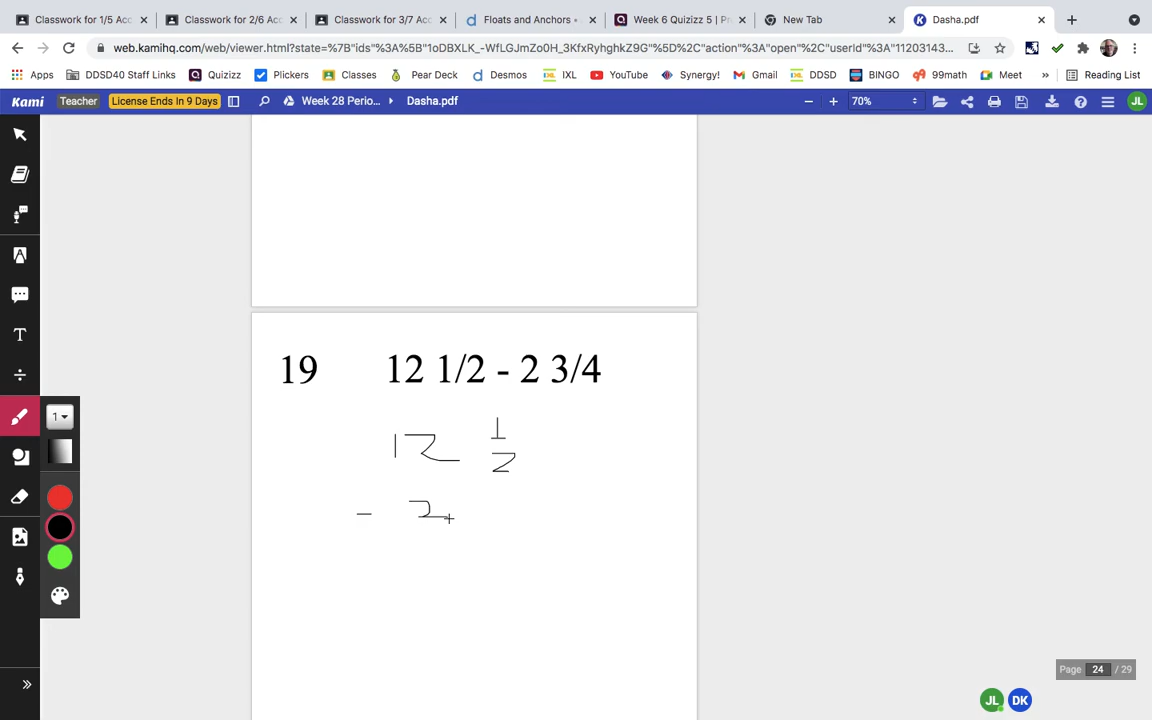 Classwork for 1/5 Acc Classwork for 2/6 Acc Classwork for 3/7 Acc Floats and Anchors • Week 6 Quizizz 5 | Pr New Tab Dasha.pdf
web.kamihq.com/web/viewer.html?state=%7B"ids"%3A%5B"1oDBXLK_-WfLGJmZo0H_3KfxRyhghkZ9G"%5D%2C"action"%3A"open"%2C"userId"%3A"11203143...
Apps DDSD40 Staff Links Quizizz Plickers Classes Pear Deck Desmos IXL YouTube Synergy! Gmail DDSD BINGO 99math Meet » Reading List
Kami Teacher License Ends In 9 Days Week 28 Perio... Dasha.pdf 70% JL
19 12 1/2 - 2 3/4
12 1/2
- 2
1
Page 24 / 29
JL DK